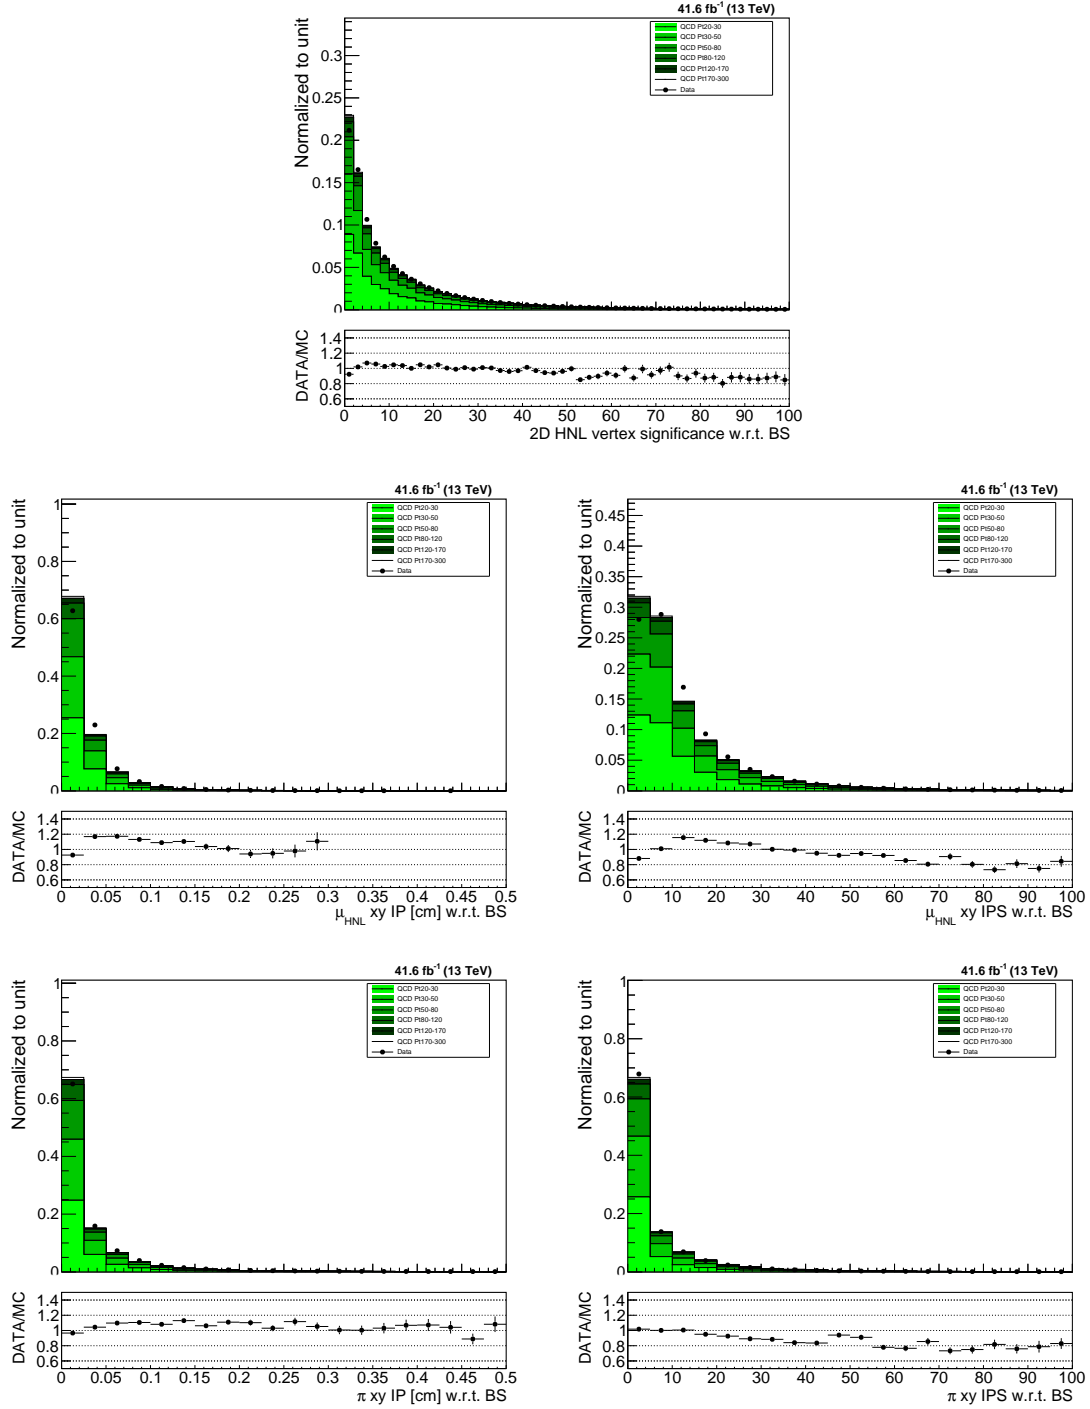 41.6 fb⁻¹ (13 TeV)
Normalized to unit
QCD Pt20-30
QCD Pt30-50
QCD Pt50-80
QCD Pt80-120
QCD Pt120-170
QCD Pt170-300
Data
0.3
0.25
0.2
0.15
0.1
0.05
0
DATA/MC
1.4
1.2
1
0.8
0.6
0 10 20 30 40 50 60 70 80 90 100
2D HNL vertex significance w.r.t. BS
41.6 fb⁻¹ (13 TeV)
Normalized to unit
QCD Pt20-30
QCD Pt30-50
QCD Pt50-80
QCD Pt80-120
QCD Pt120-170
QCD Pt170-300
Data
1
0.8
0.6
0.4
0.2
0
DATA/MC
1.4
1.2
1
0.8
0.6
0 0.05 0.1 0.15 0.2 0.25 0.3 0.35 0.4 0.45 0.5
μHNL xy IP [cm] w.r.t. BS
41.6 fb⁻¹ (13 TeV)
Normalized to unit
QCD Pt20-30
QCD Pt30-50
QCD Pt50-80
QCD Pt80-120
QCD Pt120-170
QCD Pt170-300
Data
0.45
0.4
0.35
0.3
0.25
0.2
0.15
0.1
0.05
0
DATA/MC
1.4
1.2
1
0.8
0.6
0 10 20 30 40 50 60 70 80 90 100
μHNL xy IPS w.r.t. BS
41.6 fb⁻¹ (13 TeV)
Normalized to unit
QCD Pt20-30
QCD Pt30-50
QCD Pt50-80
QCD Pt80-120
QCD Pt120-170
QCD Pt170-300
Data
1
0.8
0.6
0.4
0.2
0
DATA/MC
1.4
1.2
1
0.8
0.6
0 0.05 0.1 0.15 0.2 0.25 0.3 0.35 0.4 0.45 0.5
π xy IP [cm] w.r.t. BS
41.6 fb⁻¹ (13 TeV)
Normalized to unit
QCD Pt20-30
QCD Pt30-50
QCD Pt50-80
QCD Pt80-120
QCD Pt120-170
QCD Pt170-300
Data
1
0.8
0.6
0.4
0.2
0
DATA/MC
1.4
1.2
1
0.8
0.6
0 10 20 30 40 50 60 70 80 90 100
π xy IPS w.r.t. BS